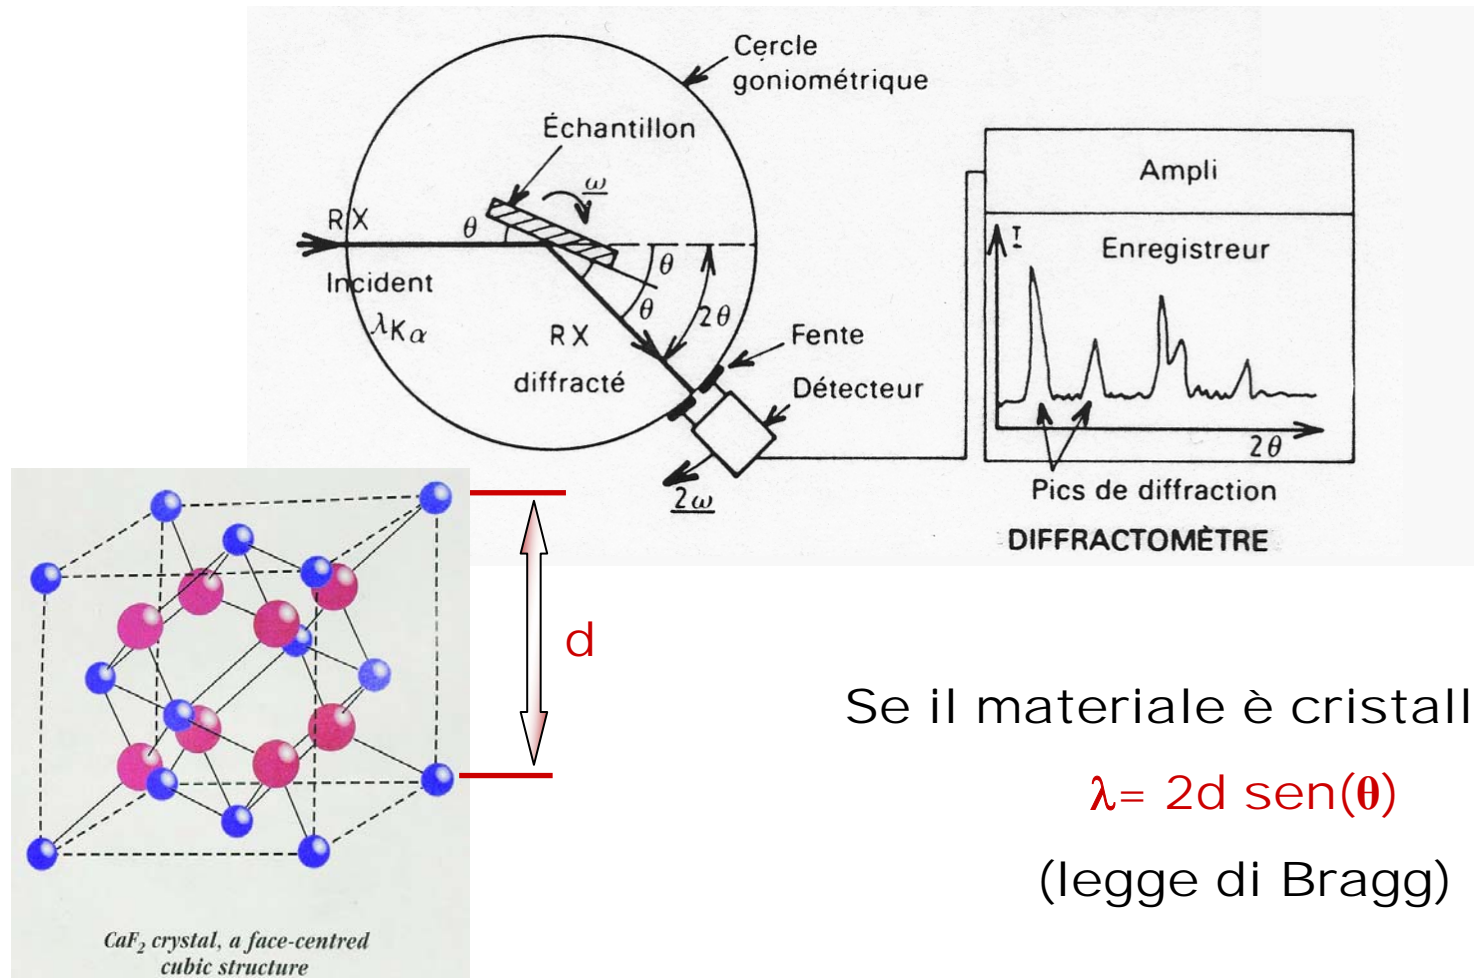 Cercle
goniométrique
Échantillon
ω
RX
θ
θ
θ
2θ
Incident
λKα
RX
diffracté
Fente
Détecteur
2ω
Ampli
I
Enregistreur
2θ
Pics de diffraction
DIFFRACTOMÈTRE
d
Se il materiale è cristall
λ= 2d sen(θ)
(legge di Bragg)
CaF₂ crystal, a face-centred
cubic structure